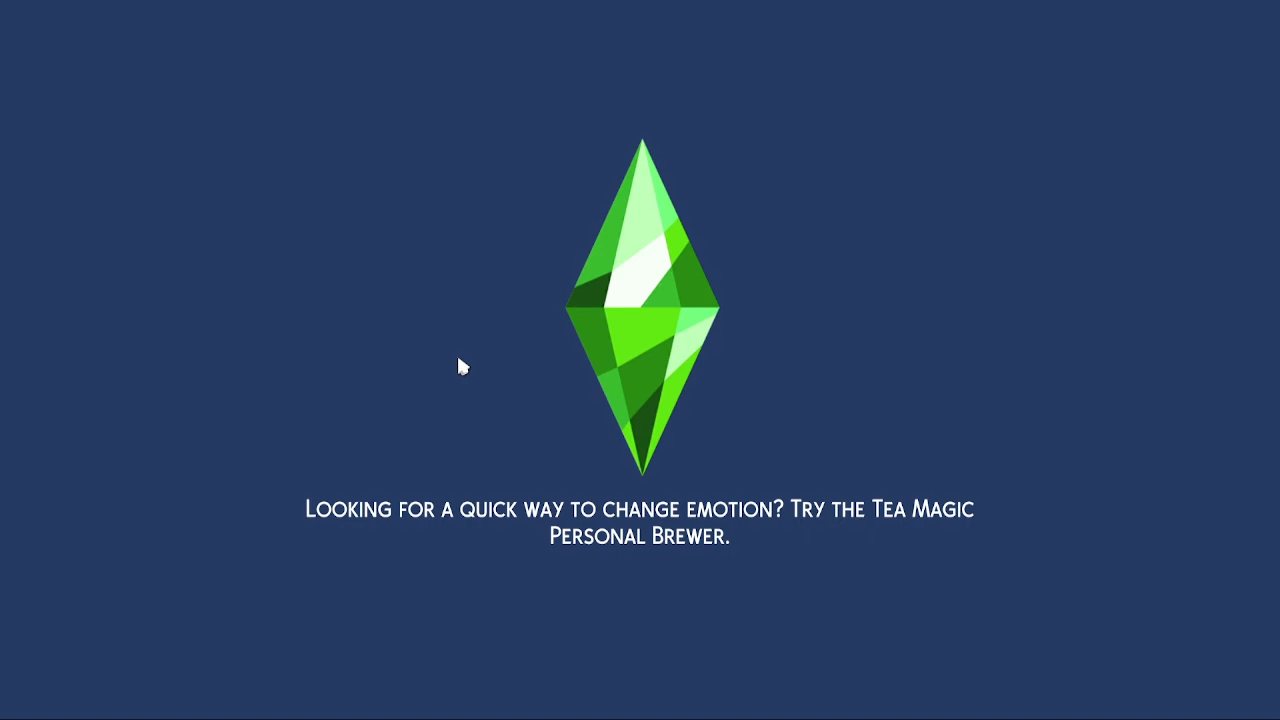 Looking for a quick way to change emotion? Try the Tea Magic
Personal Brewer.